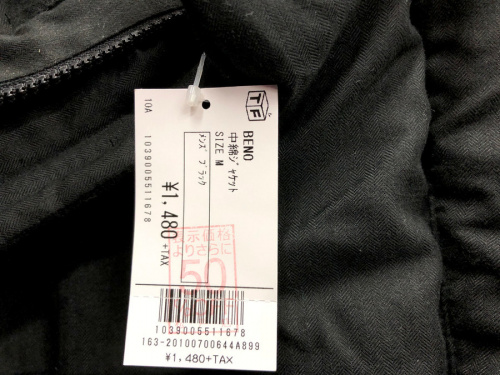 TF
BENO
中綿ジャケット
SIZE M
メンズ ブラック
¥1,480 +TAX
10A
1039005511678
表示価格
よりさらに
50
1039005511678
163-20100700644A899
¥1,480+TAX